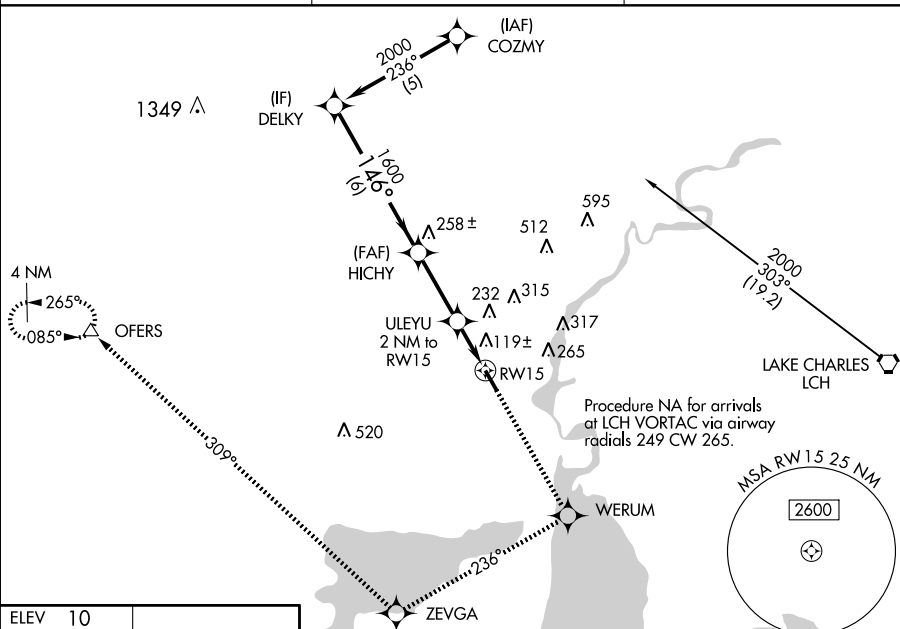 (IAF)
COZMY
2000
236°
(5)
(IF)
DELKY
1349
1600
146°
(6)
595
512
258 ±
(FAF)
HICHY
2000
303°
(19.2)
4 NM
265°
085°
OFERS
232
315
317
ULEYU
2 NM to
RW15
119±
265
RW15
LAKE CHARLES
LCH
Procedure NA for arrivals
at LCH VORTAC via airway
radials 249 CW 265.
520
309°
MSA RW15 25 NM
2600
WERUM
236°
ZEVGA
ELEV 10